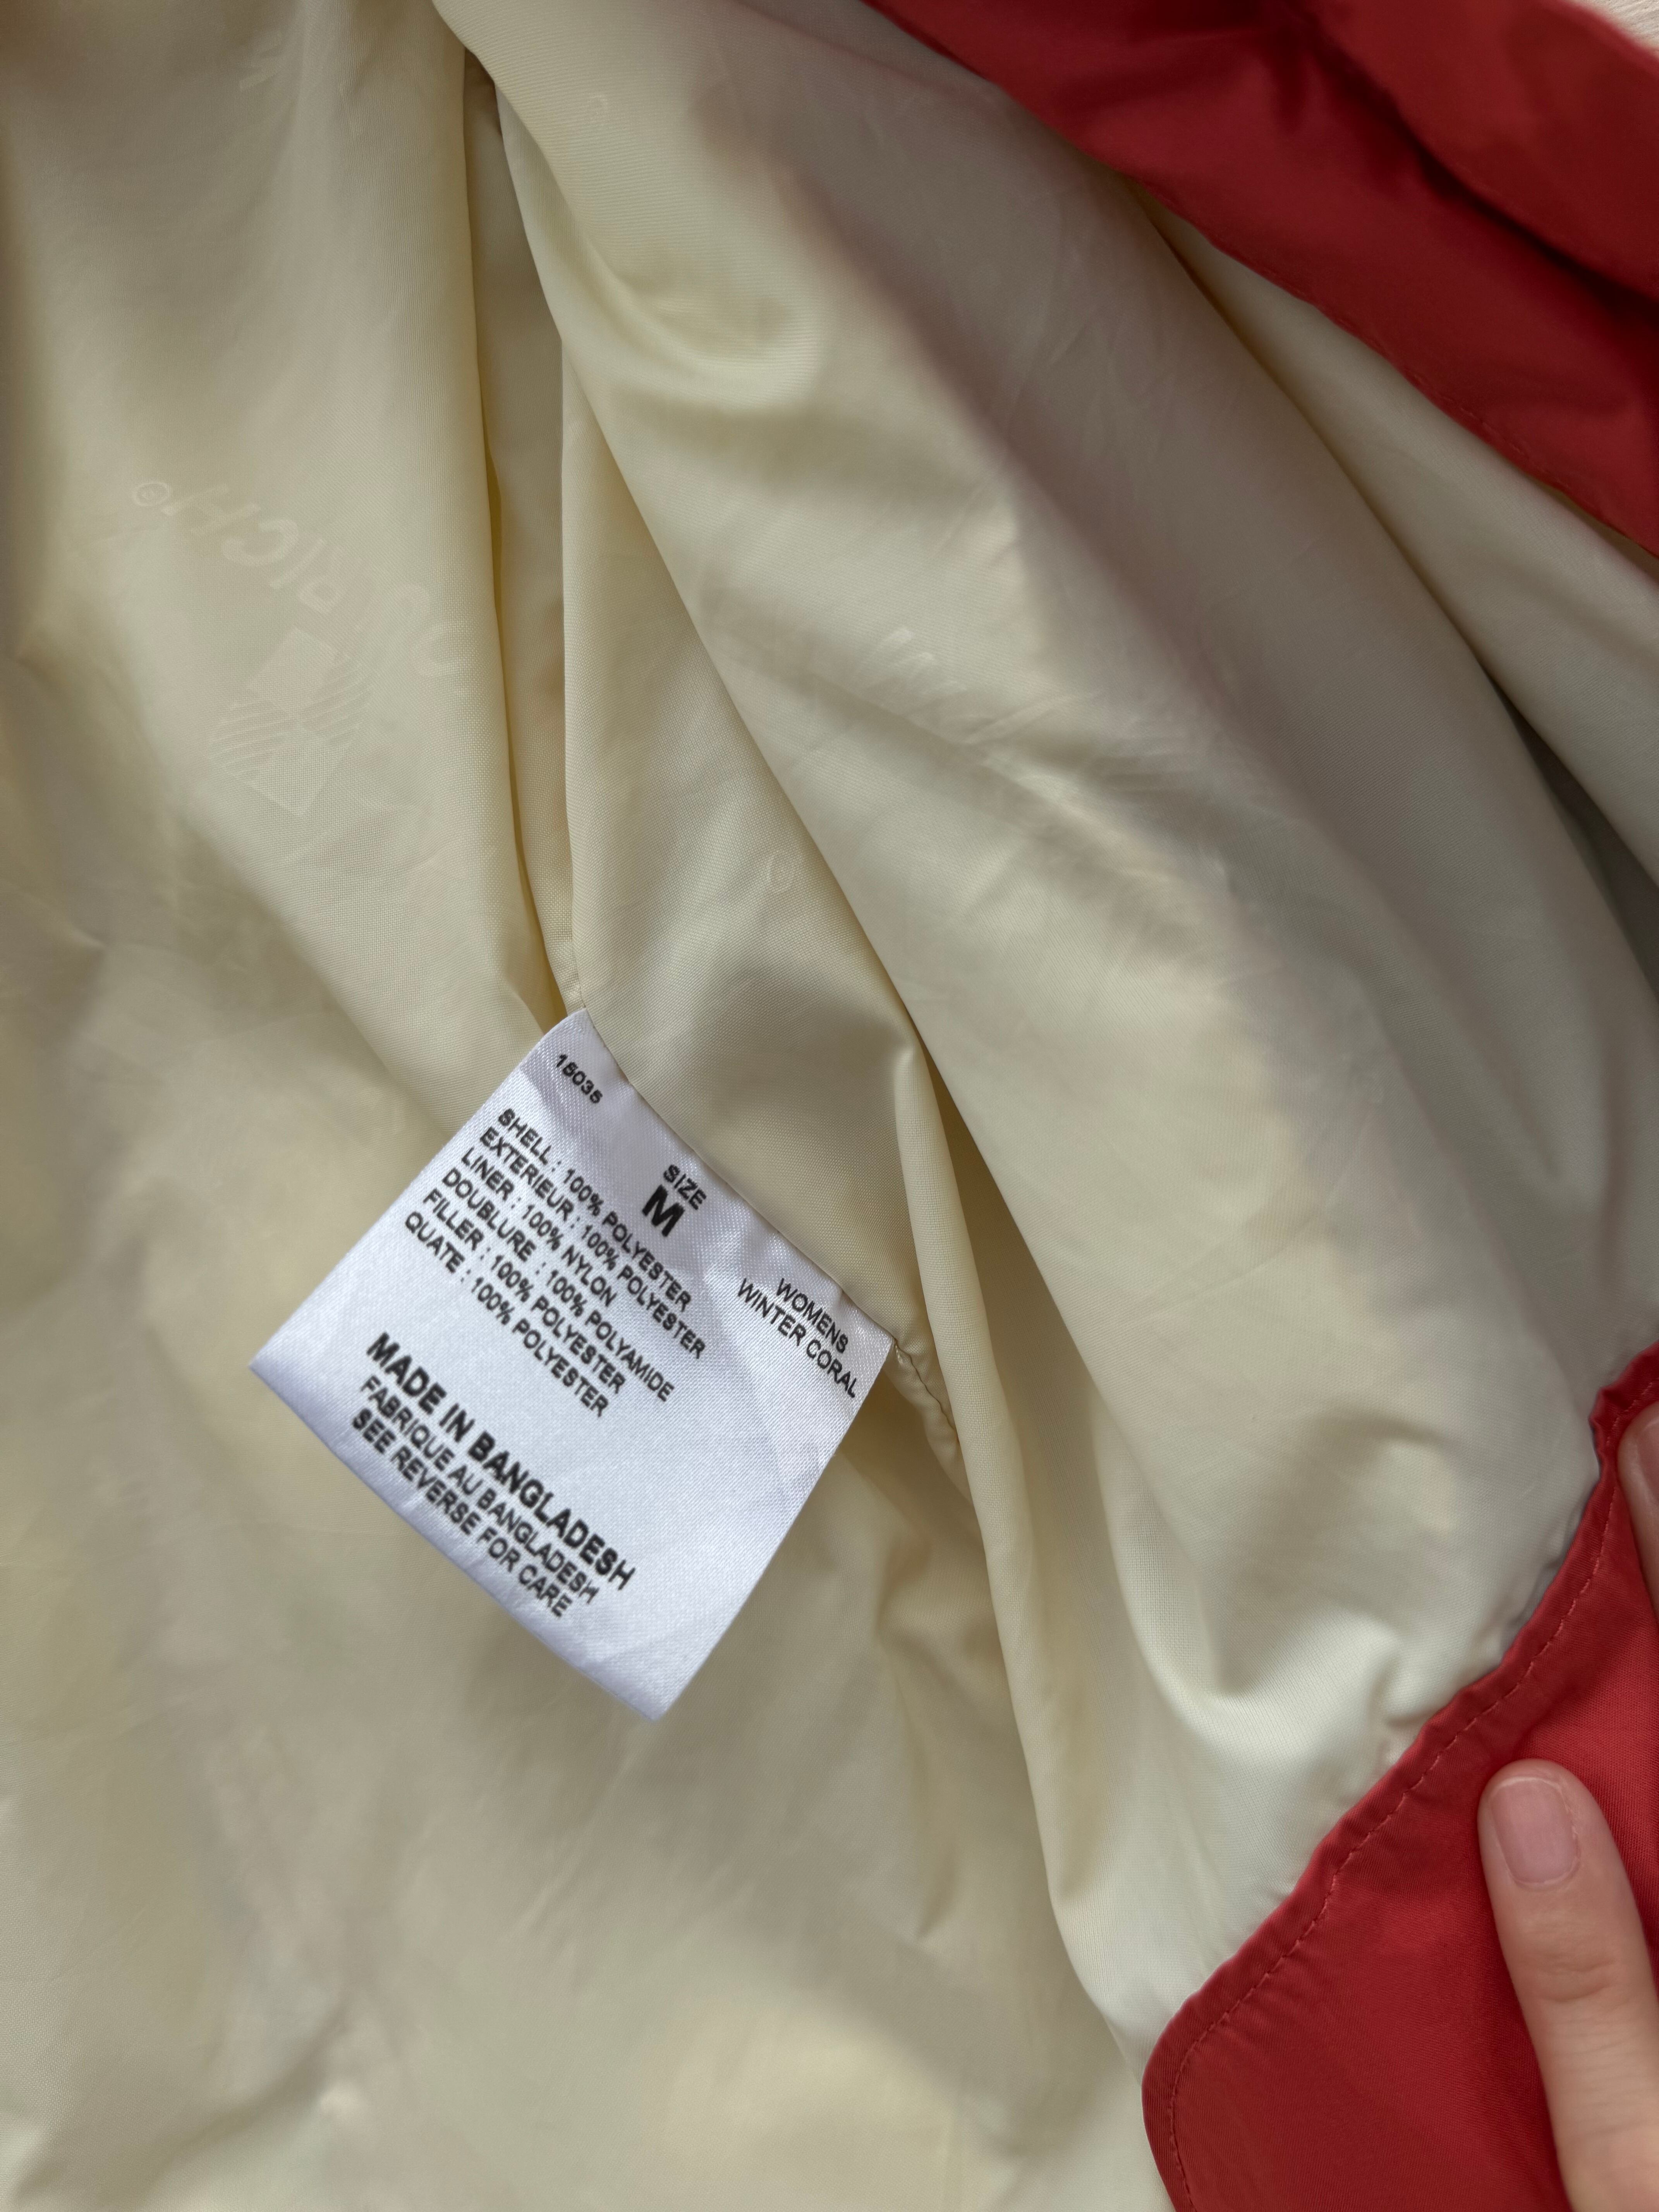 15035
SIZE
M
WOMENS
WINTER CORAL
SHELL : 100% POLYESTER
EXTERIEUR : 100% POLYESTER
LINER : 100% NYLON
DOUBLURE : 100% POLYAMIDE
FILLER : 100% POLYESTER
QUATE : 100% POLYESTER
MADE IN BANGLADESH
FABRIQUE AU BANGLADESH
SEE REVERSE FOR CARE